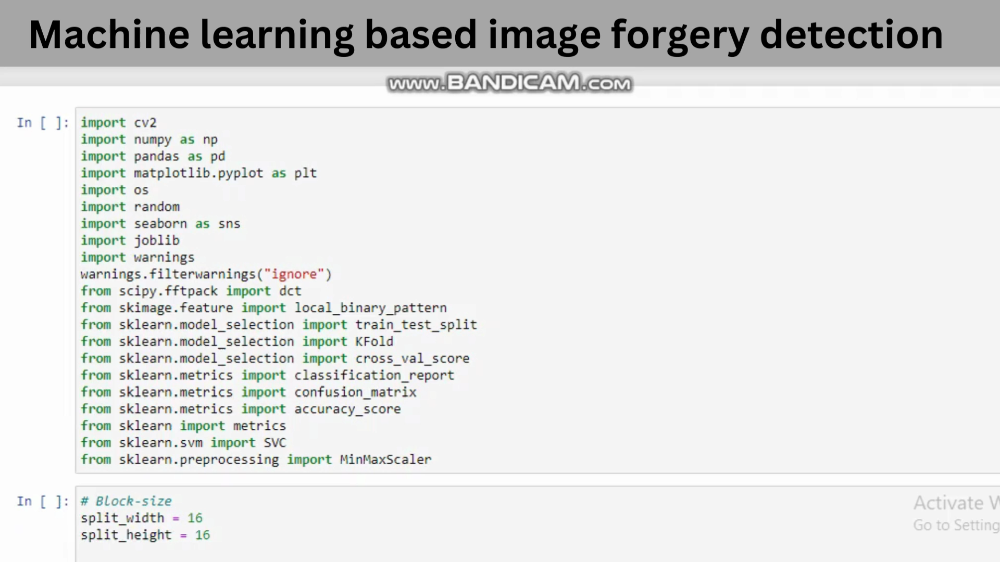 Machine learning based image forgery detection
www.BANDICAM.com
In [ ]:
import cv2
import numpy as np
import pandas as pd
import matplotlib.pyplot as plt
import os
import random
import seaborn as sns
import joblib
import warnings
warnings.filterwarnings("ignore")
from scipy.fftpack import dct
from skimage.feature import local_binary_pattern
from sklearn.model_selection import train_test_split
from sklearn.model_selection import KFold
from sklearn.model_selection import cross_val_score
from sklearn.metrics import classification_report
from sklearn.metrics import confusion_matrix
from sklearn.metrics import accuracy_score
from sklearn import metrics
from sklearn.svm import SVC
from sklearn.preprocessing import MinMaxScaler
In [ ]:
# Block-size
split_width = 16
split_height = 16
Activate W
Go to Setting